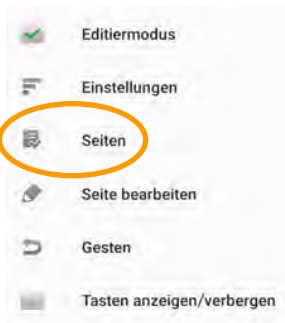 Editiermodus
Einstellungen
Seiten
Seite bearbeiten
Gesten
Tasten anzeigen/verbergen